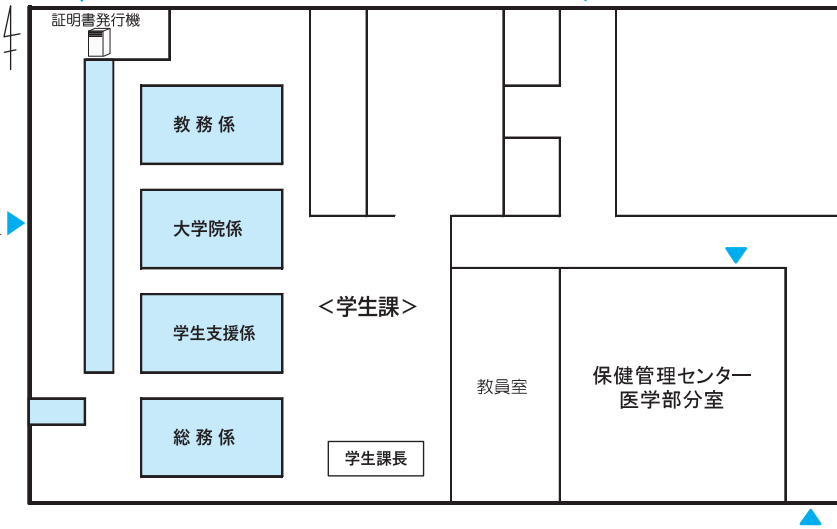 証明書発行機
教務係
大学院係
学生支援係
総務係
＜学生課＞
学生課長
教員室
保健管理センター
医学部分室